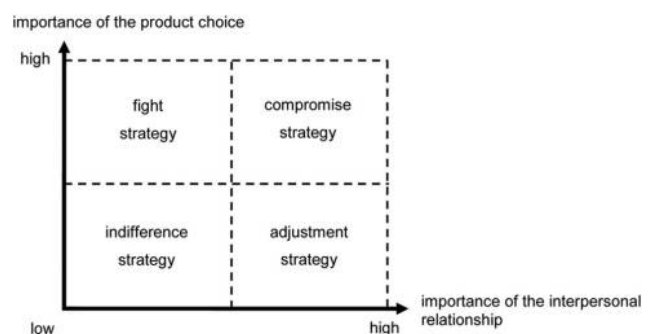 importance of the product choice
high
fight
strategy
compromise
strategy
indifference
strategy
adjustment
strategy
low
high
importance of the interpersonal
relationship